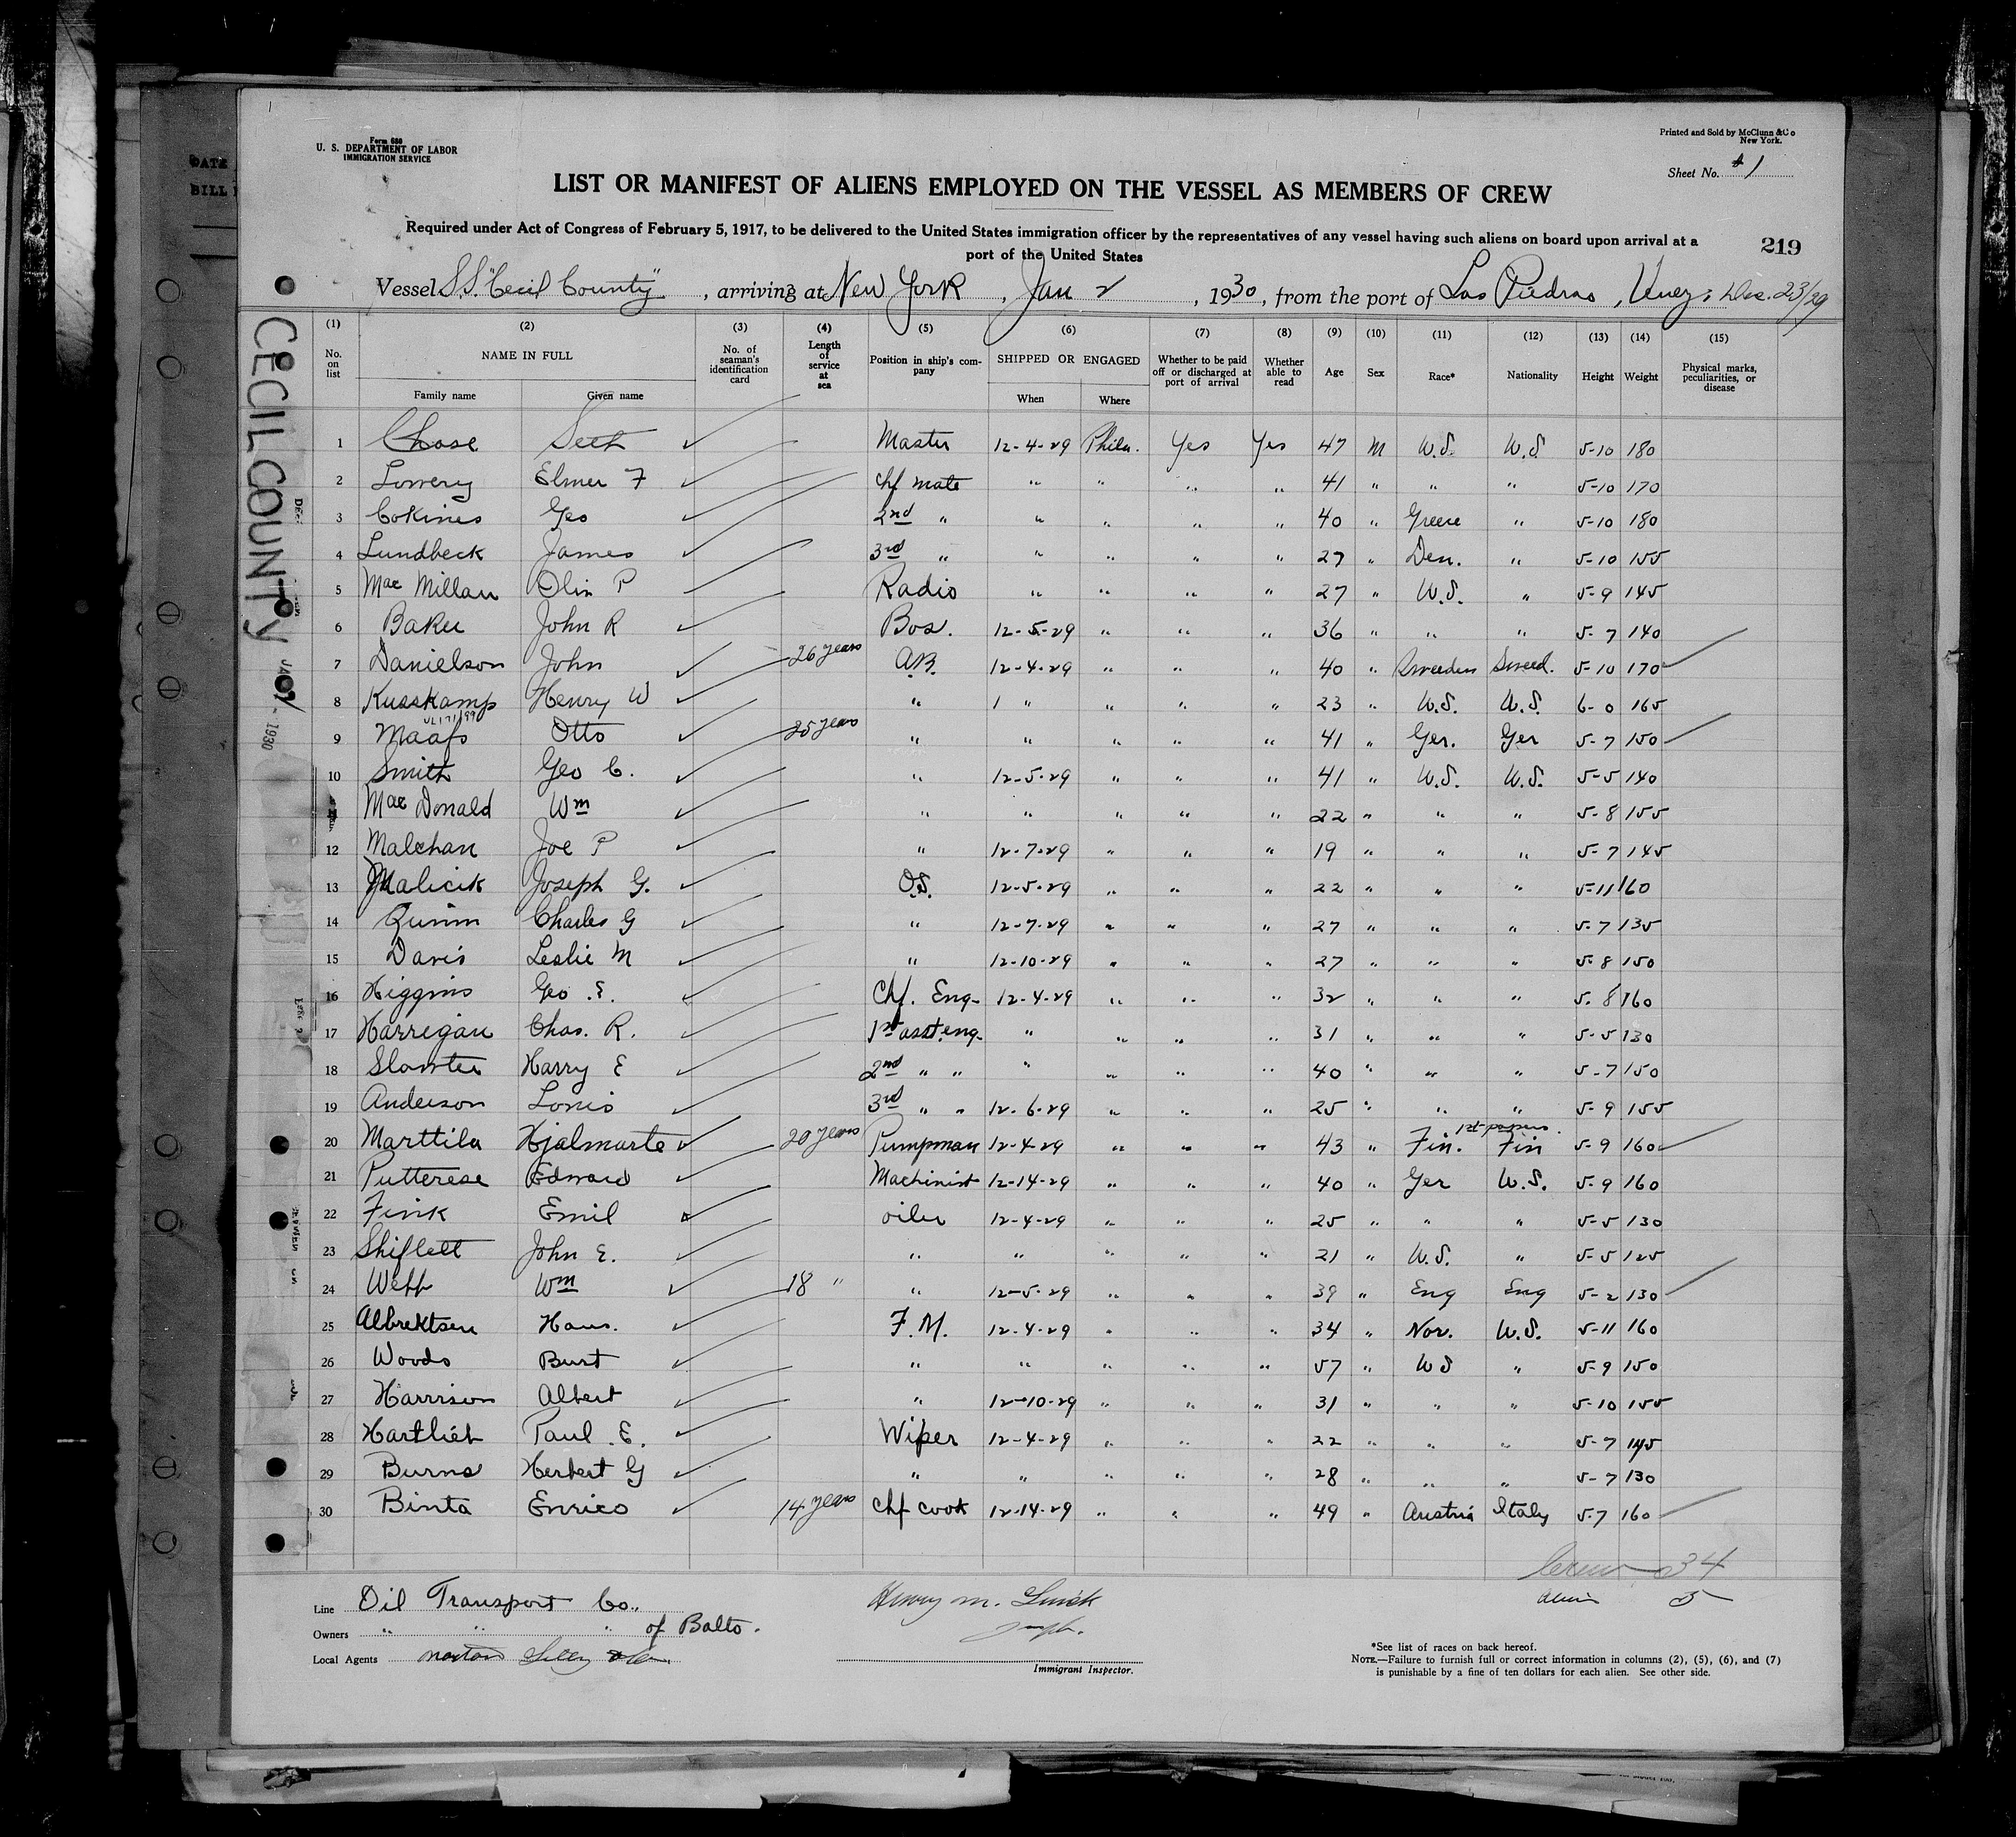 Form 680
U. S. DEPARTMENT OF LABOR
IMMIGRATION SERVICE
Printed and Sold by McClunn & Co
New York.
Sheet No. 1
LIST OR MANIFEST OF ALIENS EMPLOYED ON THE VESSEL AS MEMBERS OF CREW
Required under Act of Congress of February 5, 1917, to be delivered to the United States immigration officer by the representatives of any vessel having such aliens on board upon arrival at a
port of the United States
219
Vessel S.S. "Cecil County", arriving at New York, Jan 2, 1930, from the port of Las Piedras, Venez; Dec. 23/29
CECIL COUNTY
(1) (2) (3) (4) (5) (6) (7) (8) (9) (10) (11) (12) (13) (14) (15)
No. on list NAME IN FULL No. of seaman's identification card Length of service at sea Position in ship's company SHIPPED OR ENGAGED Whether to be paid off or discharged at port of arrival Whether able to read Age Sex Race* Nationality Height Weight Physical marks, peculiarities, or disease
Family name Given name When Where
1 Chase Seth Master 12-4-29 Phila. Yes Yes 47 M U.S. U.S. 5-10 180
2 Lowery Elmer F Chf mate " " " " 41 " " " 5-10 170
3 Cokines Geo 2nd " " " " " 40 " Greece " 5-10 180
4 Lundbeck James 3rd " " " " " 27 " Den. " 5-10 155
5 Mac Millan Olin P Radio " " " " 27 " U.S. " 5-9 145
6 Baker John R Bos. 12-5-29 " " " 36 " " " 5-7 140
7 Danielson John 26 years A.B. 12-4-29 " " " 40 " Sweeden Sweed. 5-10 170
8 Kusskamp Henry W " " " " " 23 " U.S. U.S. 6-0 165
9 Maafs Otto 25 years " " " " " 41 " Ger. Ger 5-7 150
10 Smith Geo C. " 12-5-29 " " " 41 " U.S. U.S. 5-5 140
11 Mac Donald Wm " " " " " 22 " " " 5-8 155
12 Malchan Joe P " 12-7-29 " " " 19 " " " 5-7 145
13 Malicik Joseph G. O.S. 12-5-29 " " " 22 " " " 5-11 160
14 Quinn Charles G " 12-7-29 " " " 27 " " " 5-7 135
15 Davis Leslie M " 12-10-29 " " " 27 " " " 5-8 150
16 Higgins Geo. E. Chf. Eng- 12-4-29 " " " 32 " " " 5-8 160
17 Harregan Chas. R. 1st asst. eng- " " " " 31 " " " 5-5 130
18 Slowter Harry E 2nd " " " " " " 40 " " " 5-7 150
19 Anderson Louis 3rd " " 12-6-29 " " " 25 " " " 5-9 155
20 Marttila Hjalmarte 20 years Pumpman 12-4-29 " " " 43 " Fin. Fin 5-9 160
21 Putterese Edward Machinist 12-14-29 " " " 40 " Ger U.S. 5-9 160
22 Fink Emil oiler 12-4-29 " " " 25 " " " 5-5 130
23 Shiflett John E. " " " " " 21 " U.S. " 5-5 125
24 Webb Wm 18 " " 12-5-29 " " " 39 " Eng Eng 5-2 130
25 Albrektsen Hans. F.M. 12-4-29 " " " 34 " Nor. U.S. 5-11 160
26 Woods Burt " " " " " 57 " US " 5-9 150
27 Harrison Albert " 12-10-29 " " " 31 " " " 5-10 155
28 Hartlieb Paul. E. Wiper 12-4-29 " " " 22 " " " 5-7 145
29 Burns Herbert G " " " " " 28 " " " 5-7 130
30 Binta Enrico 14 years Chf cook 12-14-29 " " " 49 " Austria Italy 5-7 160
Crew 34
Alien 5
Line Oil Transport Co.
Owners " " " of Balto.
Local Agents Norton Lilly & Co.
Henry M.
Immigrant Inspector.
*See list of races on back hereof.
NOTE.—Failure to furnish full or correct information in columns (2), (5), (6), and (7)
is punishable by a fine of ten dollars for each alien. See other side.